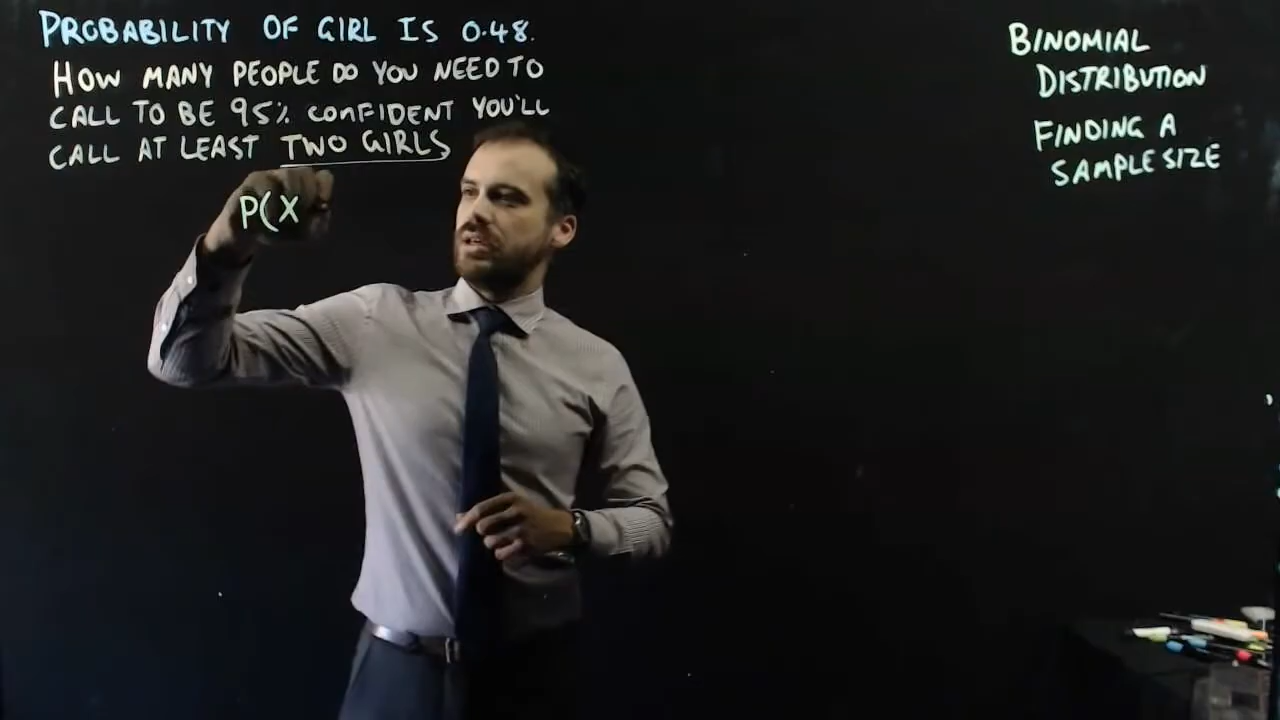 PROBABILITY OF GIRL IS 0.48.
HOW MANY PEOPLE DO YOU NEED TO
CALL TO BE 95% CONFIDENT YOU'LL
CALL AT LEAST TWO GIRLS
P(X
BINOMIAL
DISTRIBUTION
FINDING A
SAMPLE SIZE